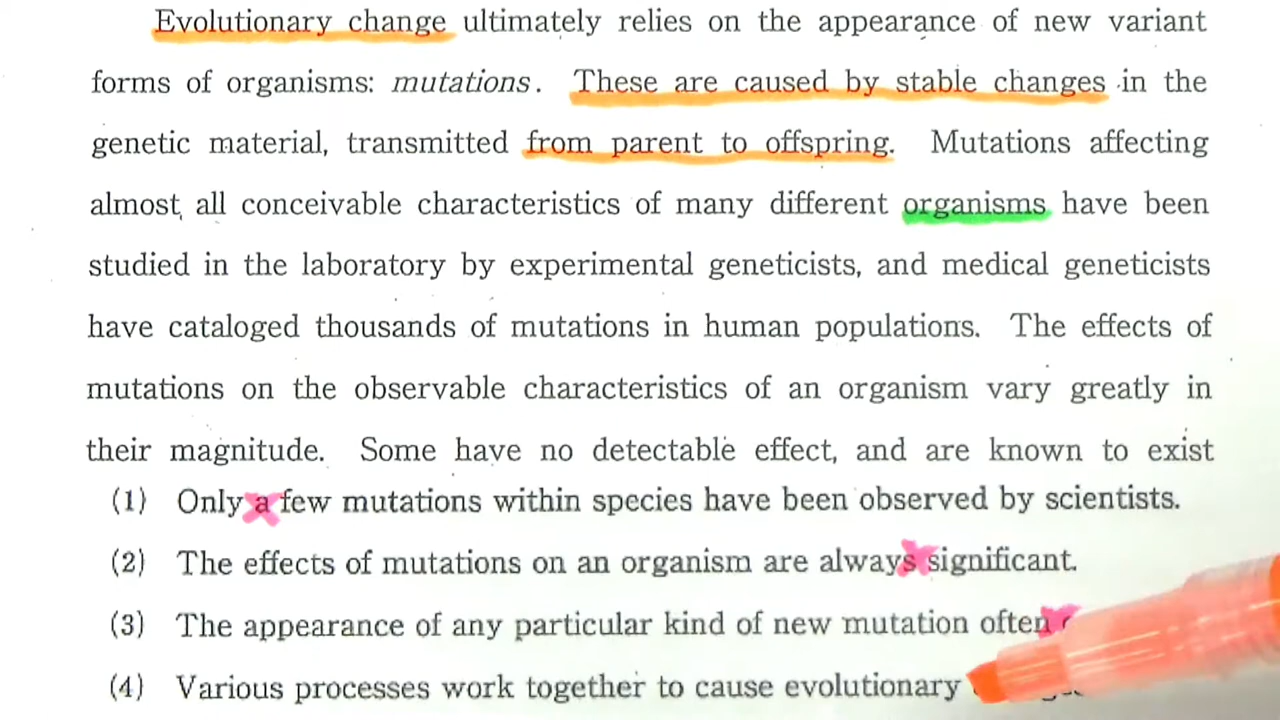 Evolutionary change ultimately relies on the appearance of new variant
forms of organisms: mutations. These are caused by stable changes in the
genetic material, transmitted from parent to offspring. Mutations affecting
almost all conceivable characteristics of many different organisms have been
studied in the laboratory by experimental geneticists, and medical geneticists
have cataloged thousands of mutations in human populations. The effects of
mutations on the observable characteristics of an organism vary greatly in
their magnitude. Some have no detectable effect, and are known to exist
(1) Only a few mutations within species have been observed by scientists.
(2) The effects of mutations on an organism are always significant.
(3) The appearance of any particular kind of new mutation often
(4) Various processes work together to cause evolutionary